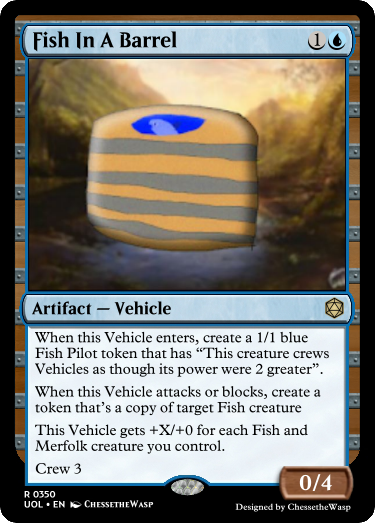 Fish In A Barrel 1
Artifact — Vehicle
When this Vehicle enters, create a 1/1 blue
Fish Pilot token that has “This creature crews
Vehicles as though its power were 2 greater”.
When this Vehicle attacks or blocks, create a
token that's a copy of target Fish creature
This Vehicle gets +X/+0 for each Fish and
Merfolk creature you control.
Crew 3
0/4
R 0350
UOL • EN ChessetheWasp
Designed by ChessetheWasp